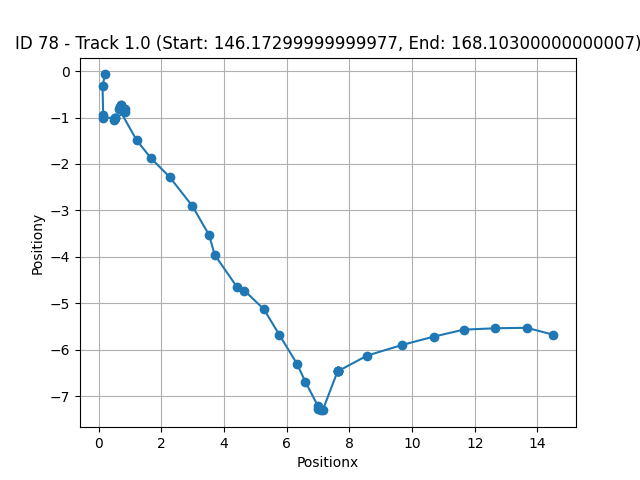 ID 78 - Track 1.0 (Start: 146.17299999999977, End: 168.10300000000007)
Positiony
0
−1
−2
−3
−4
−5
−6
−7
0 2 4 6 8 10 12 14
Positionx